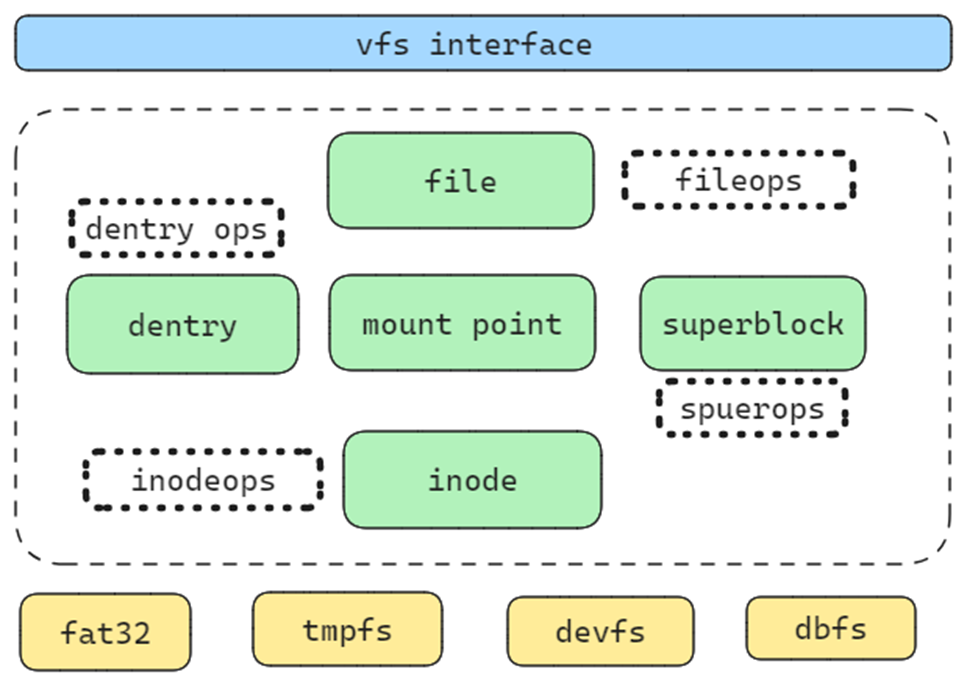 vfs interface
file
fileops
dentry ops
dentry
mount point
superblock
spuerops
inodeops
inode
fat32
tmpfs
devfs
dbfs